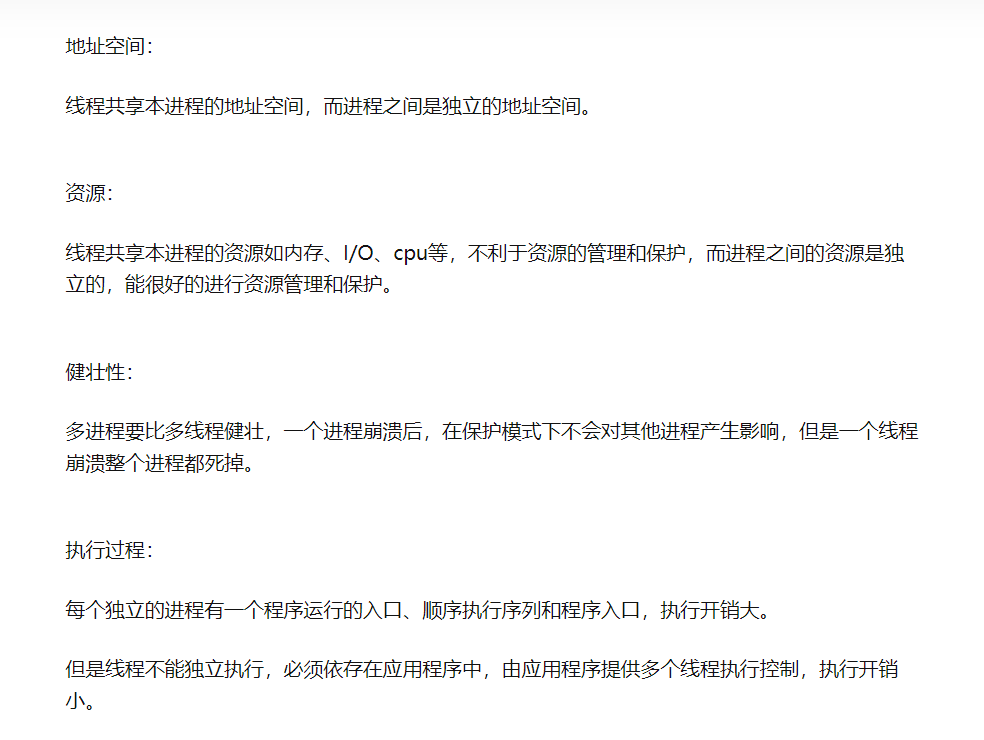 地址空间：
线程共享本进程的地址空间，而进程之间是独立的地址空间。
资源：
线程共享本进程的资源如内存、I/O、cpu等，不利于资源的管理和保护，而进程之间的资源是独
立的，能很好的进行资源管理和保护。
健壮性：
多进程要比多线程健壮，一个进程崩溃后，在保护模式下不会对其他进程产生影响，但是一个线程
崩溃整个进程都死掉。
执行过程：
每个独立的进程有一个程序运行的入口、顺序执行序列和程序入口，执行开销大。
但是线程不能独立执行，必须依存在应用程序中，由应用程序提供多个线程执行控制，执行开销
小。